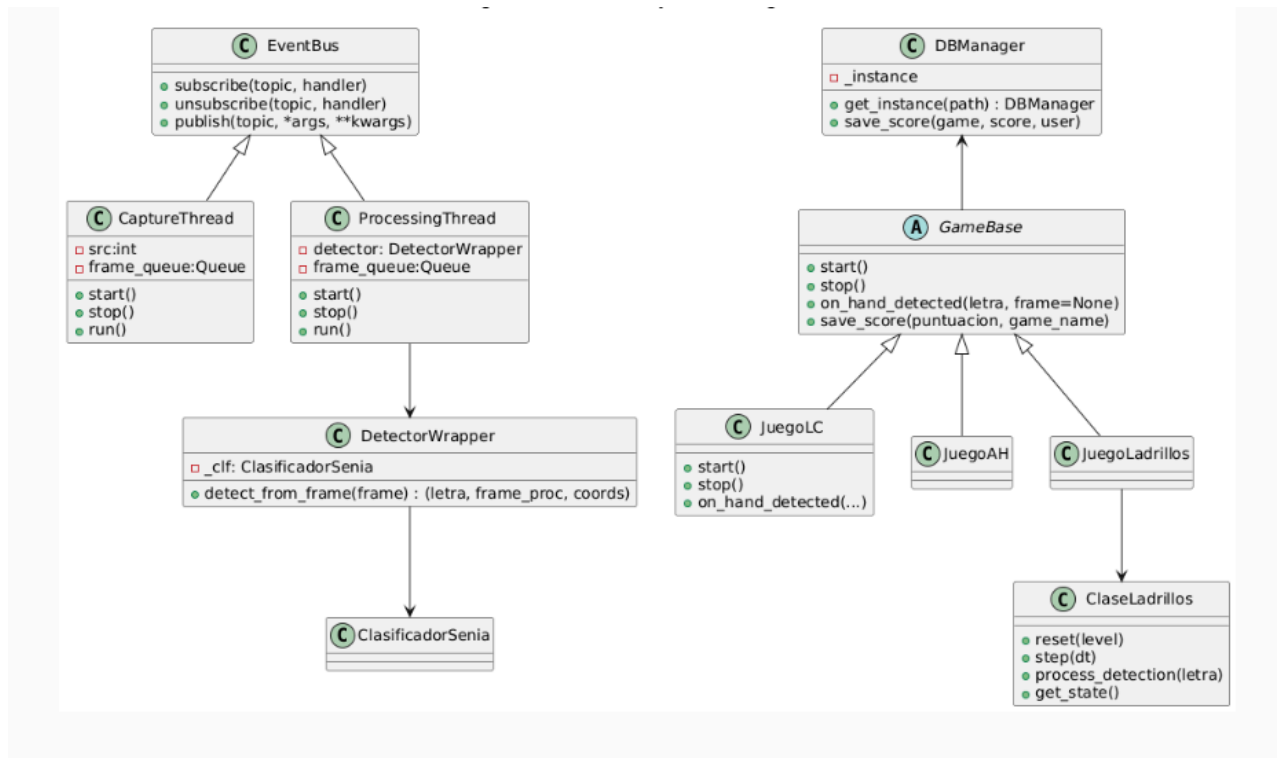 C EventBus
subscribe(topic, handler)
unsubscribe(topic, handler)
publish(topic, *args, **kwargs)
C DBManager
_instance
get_instance(path) : DBManager
save_score(game, score, user)
C CaptureThread
src:int
frame_queue:Queue
start()
stop()
run()
C ProcessingThread
detector: DetectorWrapper
frame_queue:Queue
start()
stop()
run()
A GameBase
start()
stop()
on_hand_detected(letra, frame=None)
save_score(puntuacion, game_name)
C DetectorWrapper
_clf: ClasificadorSenia
detect_from_frame(frame) : (letra, frame_proc, coords)
C JuegoLC
start()
stop()
on_hand_detected(...)
C JuegoAH
C JuegoLadrillos
C ClasificadorSenia
C ClaseLadrillos
reset(level)
step(dt)
process_detection(letra)
get_state()